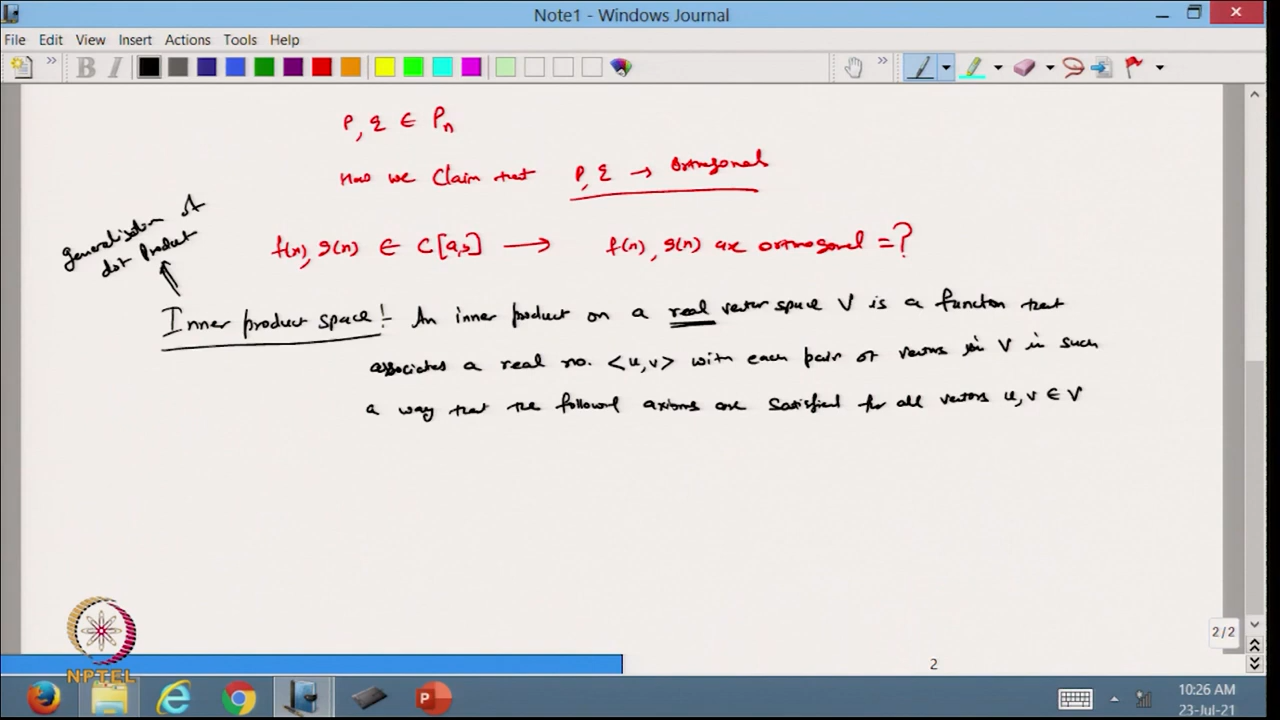 Note1 - Windows Journal
File Edit View Insert Actions Tools Help
P, q ∈ Pn
How we Claim that P, q → Orthogonal
generalisation of
dot Product
f(n), g(n) ∈ C[a,b] → f(n), g(n) are orthogonal = ?
Inner product space!- An inner product on a real vector space V is a function that
associates a real no. <u,v> with each pair of vectors in V in such
a way that the following axioms are satisfied for all vectors u, v ∈ V
2/2
2
NPTEL
10:26 AM
23-Jul-21